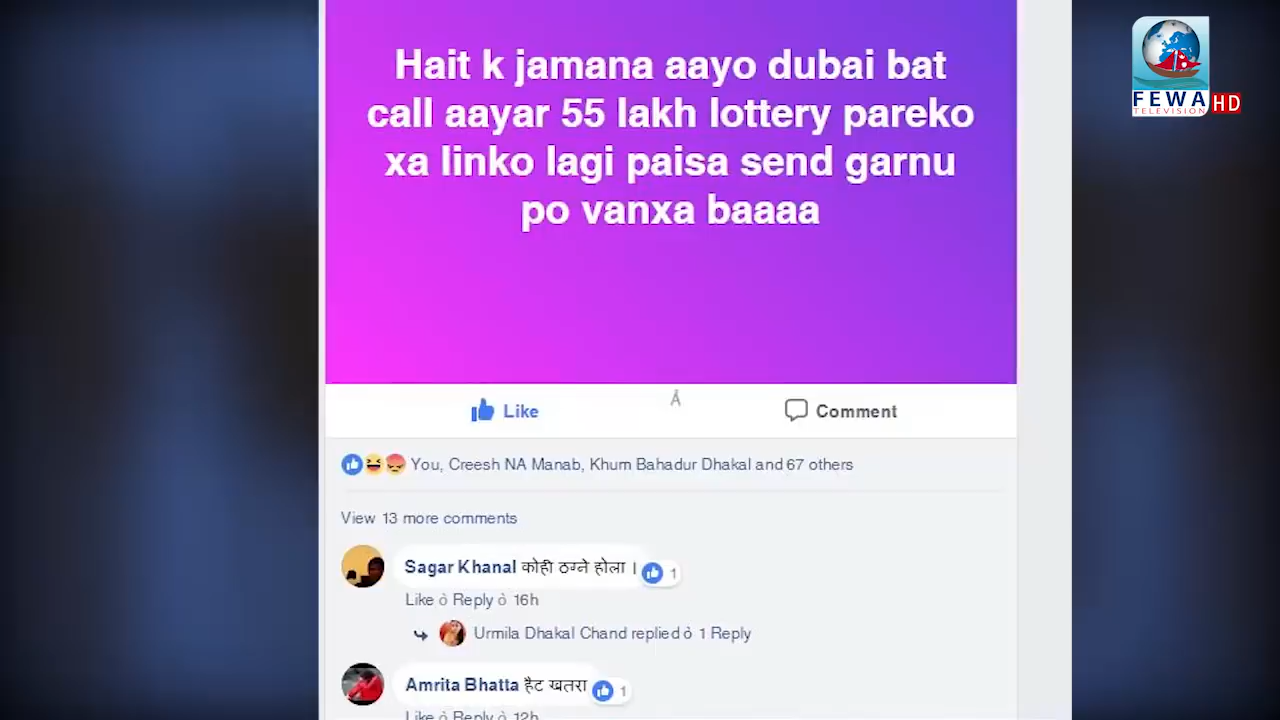 Hait k jamana aayo dubai bat
call aayar 55 lakh lottery pareko
xa linko lagi paisa send garnu
po vanxa baaaa
FEWA HD
TELEVISION
Like
Å
Comment
You, Creesh NA Manab, Khum Bahadur Dhakal and 67 others
View 13 more comments
Sagar Khanal कोही ठग्ने होला । 1
Like ò Reply ò 16h
Urmila Dhakal Chand replied ò 1 Reply
Amrita Bhatta हैट खतरा 1
Like ò Reply ò 12h